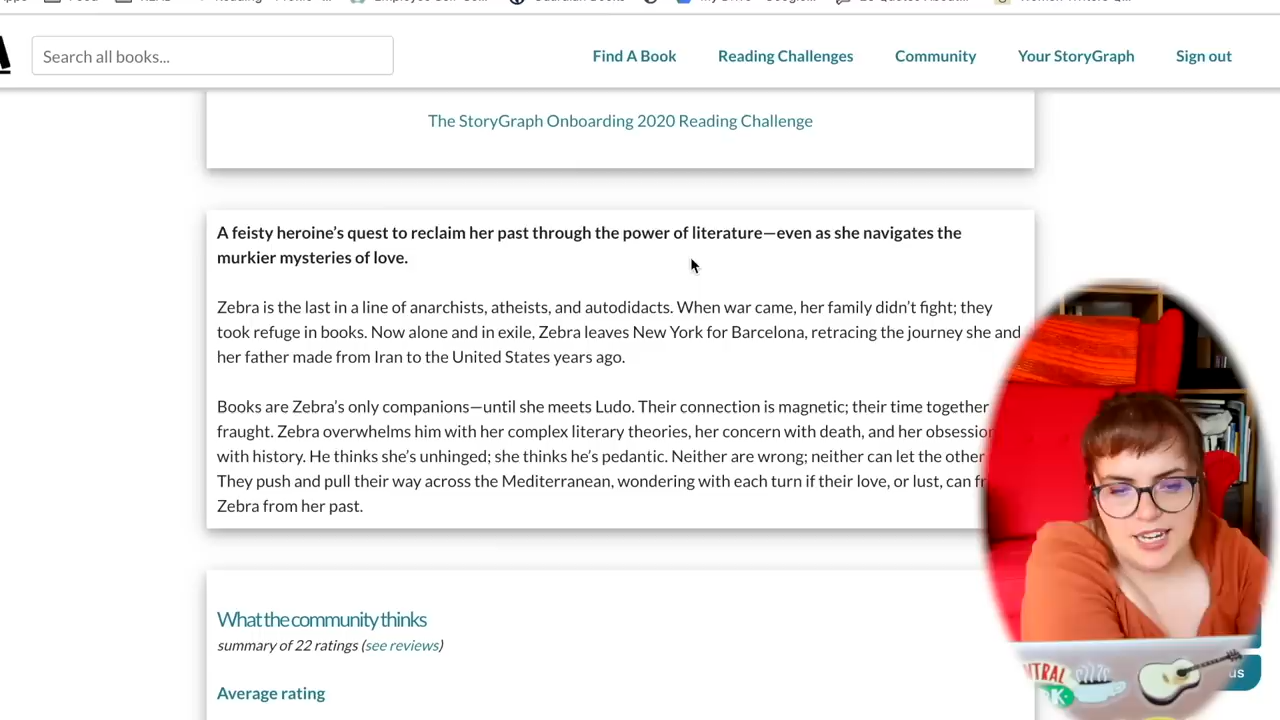 Search all books...
Find A Book
Reading Challenges
Community
Your StoryGraph
Sign out
The StoryGraph Onboarding 2020 Reading Challenge
A feisty heroine's quest to reclaim her past through the power of literature—even as she navigates the
murkier mysteries of love.
Zebra is the last in a line of anarchists, atheists, and autodidacts. When war came, her family didn't fight; they
took refuge in books. Now alone and in exile, Zebra leaves New York for Barcelona, retracing the journey she and
her father made from Iran to the United States years ago.
Books are Zebra's only companions—until she meets Ludo. Their connection is magnetic; their time together
fraught. Zebra overwhelms him with her complex literary theories, her concern with death, and her obsession
with history. He thinks she's unhinged; she thinks he's pedantic. Neither are wrong; neither can let the other
They push and pull their way across the Mediterranean, wondering with each turn if their love, or lust, can
Zebra from her past.
What the community thinks
summary of 22 ratings (see reviews)
Average rating
us